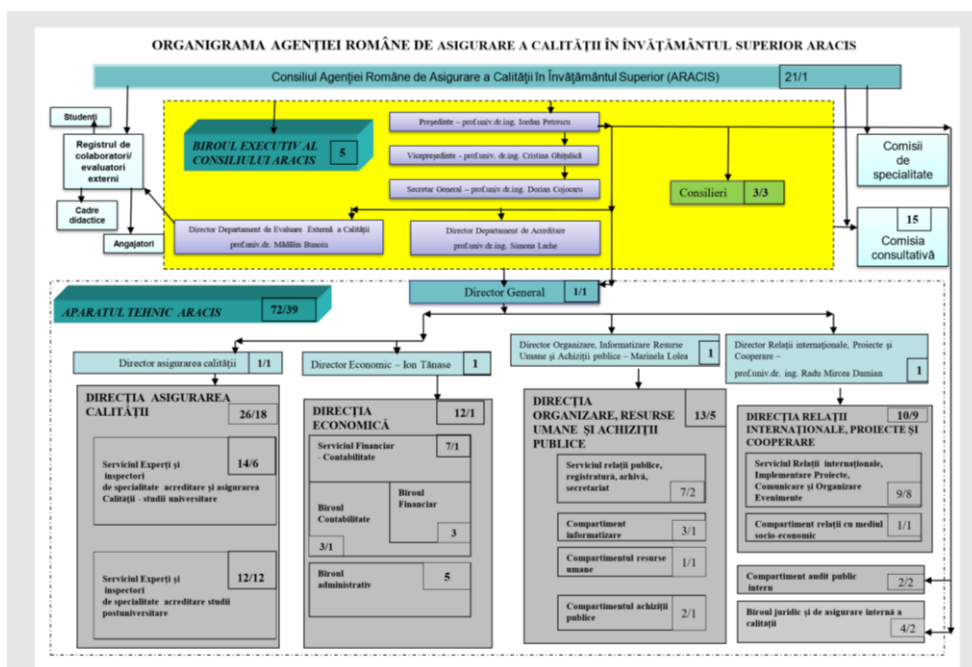 ORGANIGRAMA AGENȚIEI ROMÂNE DE ASIGURARE A CALITĂȚII ÎN ÎNVĂȚĂMÂNTUL SUPERIOR ARACIS
Consiliul Agenției Române de Asigurare a Calității în Învățământul Superior (ARACIS)
21/1
Studenți
Registrul de
colaboratori/
evaluatori
externi
Cadre
didactice
Angajatori
BIROUL EXECUTIV AL
CONSILIULUI ARACIS
5
Președinte – prof.univ.dr.ing. Iordan Petrescu
Vicepreședinte - prof.univ. dr.ing. Cristina Ghițulică
Secretar General – prof.univ.dr.ing. Dorian Cojocaru
Director Departament de Evaluare Externă a Calității
prof.univ.dr. Mădălin Bunoiu
Director Departament de Acreditare
prof.univ.ing. Simona Lache
Consilieri
3/3
Comisii
de
specialitate
15
Comisia
consultativă
Director General
1/1
APARATUL TEHNIC ARACIS
72/39
Director asigurarea calității
1/1
Director Economic – Ion Tănase
1
Director Organizare, Informatizare Resurse
Umane și Achiziții publice – Marinela Lolea
1
Director Relații internaționale, Proiecte și
Cooperare –
prof.univ.dr. ing. Radu Mircea Damian
1
DIRECȚIA ASIGURAREA
CALITĂȚII
26/18
Serviciul Experți și
inspectori
de specialitate acreditare și asigurarea
Calității - studii universitare
14/6
Serviciul Experți și
inspectori
de specialitate acreditare studii
postuniversitare
12/12
DIRECȚIA
ECONOMICĂ
12/1
Serviciul Financiar
- Contabilitate
7/1
Biroul
Contabilitate
3/1
Biroul
Financiar
3
Biroul
administrativ
5
DIRECȚIA
ORGANIZARE, RESURSE
UMANE ȘI ACHIZIȚII
PUBLICE
13/5
Serviciul relații publice,
registratură, arhivă,
secretariat
7/2
Compartiment
informatizare
3/1
Compartimentul resurse
umane
1/1
Compartimentul achiziții
publice
2/1
DIRECȚIA RELAȚII
INTERNAȚIONALE, PROIECTE ȘI
COOPERARE
10/9
Serviciul Relații internaționale,
Implementare Proiecte,
Comunicare și Organizare
Evenimente
9/8
Compartiment relații cu mediul
socio-economic
1/1
Compartiment audit public
intern
2/2
Biroul juridic și de asigurare internă a
calității
4/2